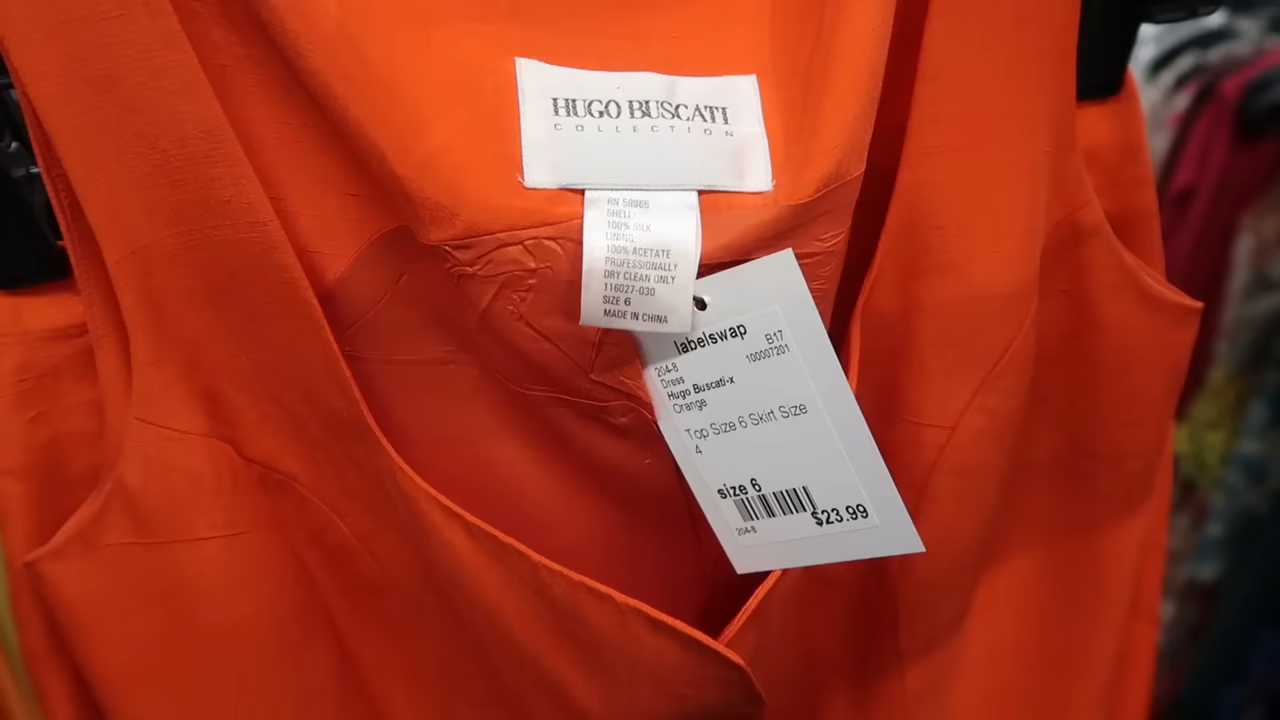 HUGO BUSCATI
COLLECTION
RN 59965
SHELL:
100% SILK
LINING:
100% ACETATE
PROFESSIONALLY
DRY CLEAN ONLY
116027-030
SIZE 6
MADE IN CHINA
labelswap
204-8 B17
Dress 100007201
Hugo Buscati-x
Orange
Top Size 6 Skirt Size
4
size 6
$23.99
204-8